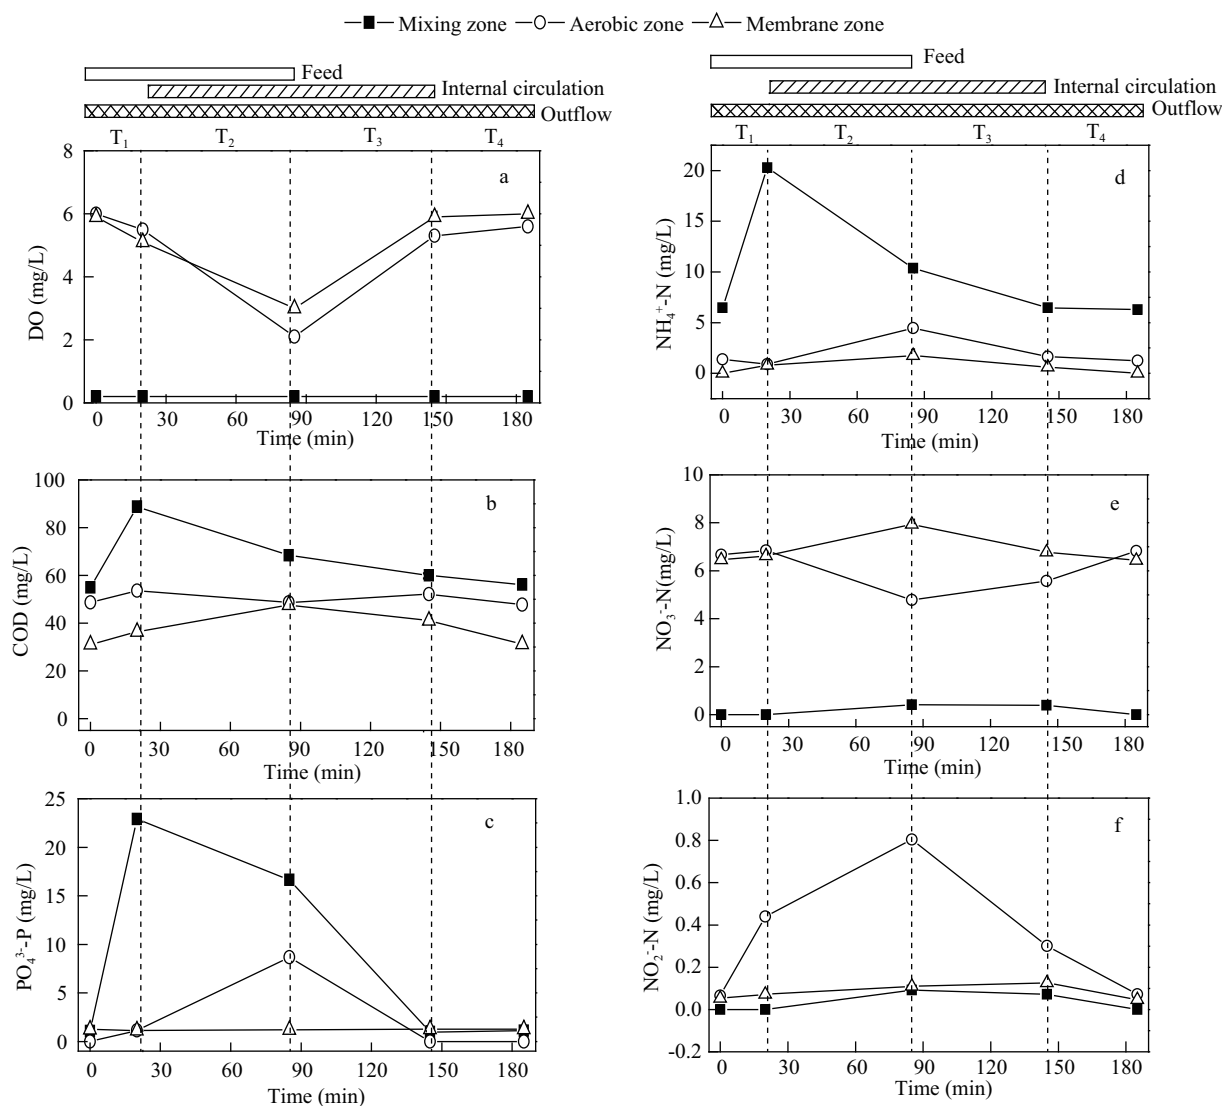 Mixing zone Aerobic zone Membrane zone
Feed
Internal circulation
Outflow
T1 T2 T3 T4
a
8
6
4
2
0
DO (mg/L)
0 30 60 90 120 150 180
Time (min)
b
100
80
60
40
20
0
COD (mg/L)
0 30 60 90 120 150 180
Time (min)
c
25
20
15
10
5
0
PO4³⁻-P (mg/L)
0 30 60 90 120 150 180
Time (min)
Feed
Internal circulation
Outflow
T1 T2 T3 T4
d
20
15
10
5
0
NH4⁺-N (mg/L)
0 30 60 90 120 150 180
Time (min)
e
10
8
6
4
2
0
NO3⁻-N(mg/L)
0 30 60 90 120 150 180
Time (min)
f
1.0
0.8
0.6
0.4
0.2
0.0
-0.2
NO2⁻-N (mg/L)
0 30 60 90 120 150 180
Time (min)